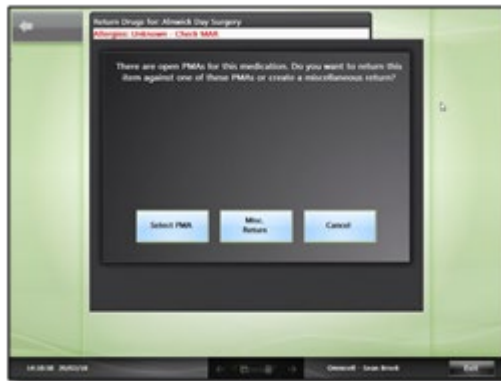 Return Drugs for: Alnwick Day Surgery
Allergies: Unknown - Check MAR
There are open PMAs for this medication. Do you want to return this
item against one of these PMAs or create a miscellaneous return?
Select PMA
Misc.
Return
Cancel
Omnicell - Sean Brook
Exit